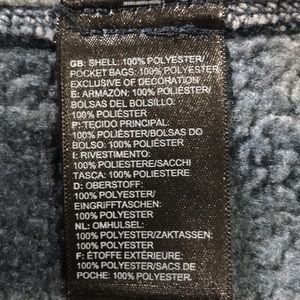 GB: SHELL: 100% POLYESTER/
POCKET BAGS: 100% POLYESTER
EXCLUSIVE OF DECORATION
E: ARMAZÓN: 100% POLIÉSTER/
BOLSAS DEL BOLSILLO:
100% POLIÉSTER
P: TECIDO PRINCIPAL:
100% POLIÉSTER/BOLSAS DO
BOLSO: 100% POLIÉSTER
I: RIVESTIMENTO:
100% POLIESTERE/SACCHI
TASCA: 100% POLIESTERE
D: OBERSTOFF:
100% POLYESTER/
EINGRIFFTASCHEN:
100% POLYESTER
NL: OMHULSEL:
100% POLYESTER/ZAKTASSEN:
100% POLYESTER
F: ÉTOFFE EXTÉRIEURE:
100% POLYESTER/SACS DE
POCHE: 100% POLYESTER